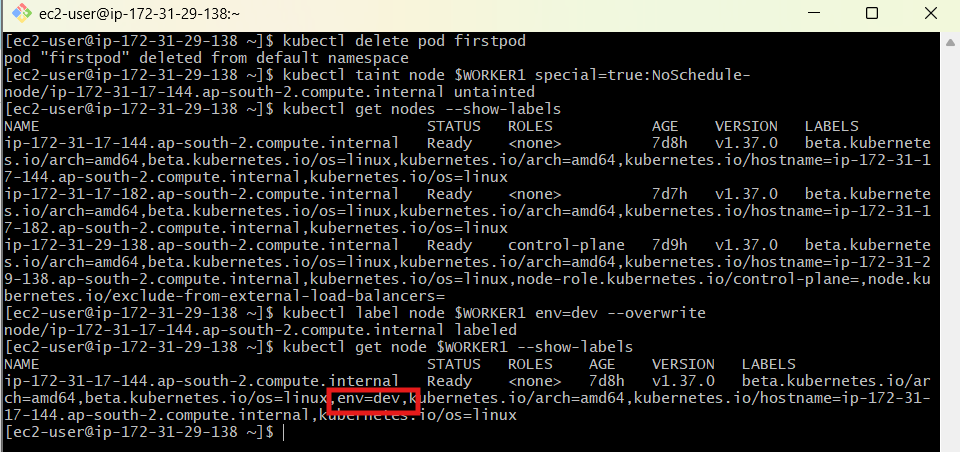 ec2-user@ip-172-31-29-138:~
[ec2-user@ip-172-31-29-138 ~]$ kubectl delete pod firstpod
pod "firstpod" deleted from default namespace
[ec2-user@ip-172-31-29-138 ~]$ kubectl taint node $WORKER1 special=true:NoSchedule-
node/ip-172-31-17-144.ap-south-2.compute.internal untainted
[ec2-user@ip-172-31-29-138 ~]$ kubectl get nodes --show-labels
NAME STATUS ROLES AGE VERSION LABELS
ip-172-31-17-144.ap-south-2.compute.internal Ready <none> 7d8h v1.37.0 beta.kubernete
s.io/arch=amd64,beta.kubernetes.io/os=linux,kubernetes.io/arch=amd64,kubernetes.io/hostname=ip-172-31-1
7-144.ap-south-2.compute.internal,kubernetes.io/os=linux
ip-172-31-17-182.ap-south-2.compute.internal Ready <none> 7d7h v1.37.0 beta.kubernete
s.io/arch=amd64,beta.kubernetes.io/os=linux,kubernetes.io/arch=amd64,kubernetes.io/hostname=ip-172-31-1
7-182.ap-south-2.compute.internal,kubernetes.io/os=linux
ip-172-31-29-138.ap-south-2.compute.internal Ready control-plane 7d9h v1.37.0 beta.kubernete
s.io/arch=amd64,beta.kubernetes.io/os=linux,kubernetes.io/arch=amd64,kubernetes.io/hostname=ip-172-31-2
9-138.ap-south-2.compute.internal,kubernetes.io/os=linux,node-role.kubernetes.io/control-plane=,node.ku
bernetes.io/exclude-from-external-load-balancers=
[ec2-user@ip-172-31-29-138 ~]$ kubectl label node $WORKER1 env=dev --overwrite
node/ip-172-31-17-144.ap-south-2.compute.internal labeled
[ec2-user@ip-172-31-29-138 ~]$ kubectl get node $WORKER1 --show-labels
NAME STATUS ROLES AGE VERSION LABELS
ip-172-31-17-144.ap-south-2.compute.internal Ready <none> 7d8h v1.37.0 beta.kubernetes.io/ar
ch=amd64,beta.kubernetes.io/os=linux,env=dev,kubernetes.io/arch=amd64,kubernetes.io/hostname=ip-172-31-
17-144.ap-south-2.compute.internal,kubernetes.io/os=linux
[ec2-user@ip-172-31-29-138 ~]$